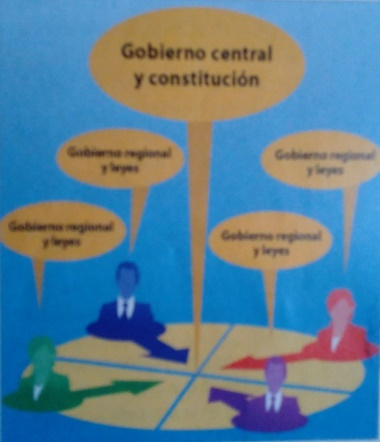 Gobierno central
y constitución
Gobierno regional
y leyes
Gobierno regional
y leyes
Gobierno regional
y leyes
Gobierno regional
y leyes